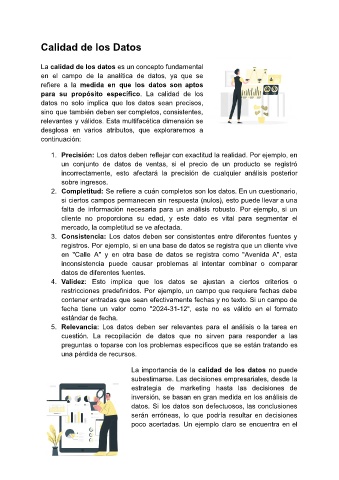 Calidad de los Datos
La calidad de los datos es un concepto fundamental
en el campo de la analítica de datos, ya que se
refiere a la medida en que los datos son aptos
para su propósito específico. La calidad de los
datos no solo implica que los datos sean precisos,
sino que también deben ser completos, consistentes,
relevantes y válidos. Esta multifacética dimensión se
desglosa en varios atributos, que exploraremos a
continuación:
1. Precisión: Los datos deben reflejar con exactitud la realidad. Por ejemplo, en
un conjunto de datos de ventas, si el precio de un producto se registró
incorrectamente, esto afectará la precisión de cualquier análisis posterior
sobre ingresos.
2. Completitud: Se refiere a cuán completos son los datos. En un cuestionario,
si ciertos campos permanecen sin respuesta (nulos), esto puede llevar a una
falta de información necesaria para un análisis robusto. Por ejemplo, si un
cliente no proporciona su edad, y este dato es vital para segmentar el
mercado, la completitud se ve afectada.
3. Consistencia: Los datos deben ser consistentes entre diferentes fuentes y
registros. Por ejemplo, si en una base de datos se registra que un cliente vive
en "Calle A" y en otra base de datos se registra como "Avenida A", esta
inconsistencia puede causar problemas al intentar combinar o comparar
datos de diferentes fuentes.
4. Validez: Esto implica que los datos se ajustan a ciertos criterios o
restricciones predefinidos. Por ejemplo, un campo que requiere fechas debe
contener entradas que sean efectivamente fechas y no texto. Si un campo de
fecha tiene un valor como "2024-31-12", este no es válido en el formato
estándar de fecha.
5. Relevancia: Los datos deben ser relevantes para el análisis o la tarea en
cuestión. La recopilación de datos que no sirven para responder a las
preguntas o toparse con los problemas específicos que se están tratando es
una pérdida de recursos.
La importancia de la calidad de los datos no puede
subestimarse. Las decisiones empresariales, desde la
estrategia de marketing hasta las decisiones de
inversión, se basan en gran medida en los análisis de
datos. Si los datos son defectuosos, las conclusiones
serán erróneas, lo que podría resultar en decisiones
poco acertadas. Un ejemplo claro se encuentra en el